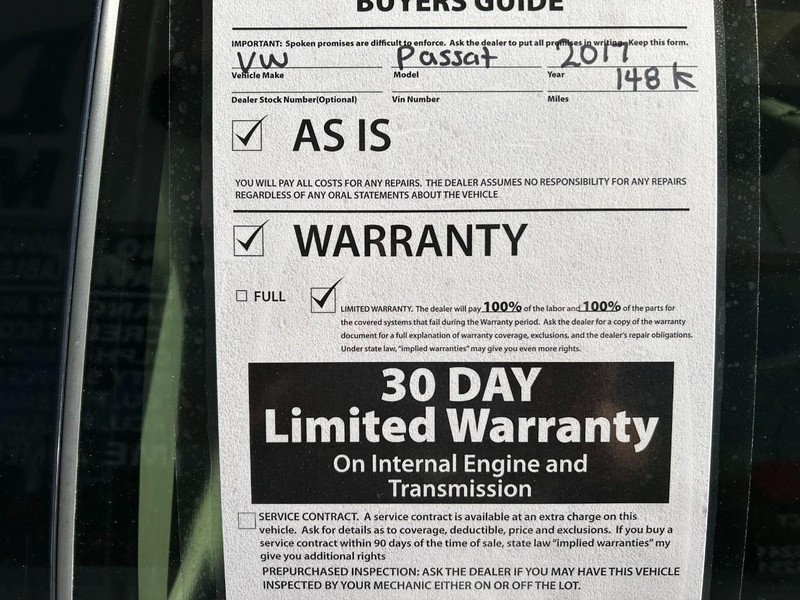 BUYERS GUIDE
IMPORTANT: Spoken promises are difficult to enforce. Ask the dealer to put all promises in writing. Keep this form.
VW Passat 2017
Vehicle Make Model Year 148 K
Dealer Stock Number(Optional) Vin Number Miles
AS IS
YOU WILL PAY ALL COSTS FOR ANY REPAIRS. THE DEALER ASSUMES NO RESPONSIBILITY FOR ANY REPAIRS
REGARDLESS OF ANY ORAL STATEMENTS ABOUT THE VEHICLE
WARRANTY
FULL
LIMITED WARRANTY. The dealer will pay 100% of the labor and 100% of the parts for
the covered systems that fail during the Warranty period. Ask the dealer for a copy of the warranty
document for a full explanation of warranty coverage, exclusions, and the dealer's repair obligations.
Under state law, "implied warranties" may give you even more rights.
30 DAY
Limited Warranty
On Internal Engine and
Transmission
SERVICE CONTRACT. A service contract is available at an extra charge on this
vehicle. Ask for details as to coverage, deductible, price and exclusions. If you buy a
service contract within 90 days of the time of sale, state law "implied warranties" my
give you additional rights
PREPURCHASED INSPECTION: ASK THE DEALER IF YOU MAY HAVE THIS VEHICLE
INSPECTED BY YOUR MECHANIC EITHER ON OR OFF THE LOT.